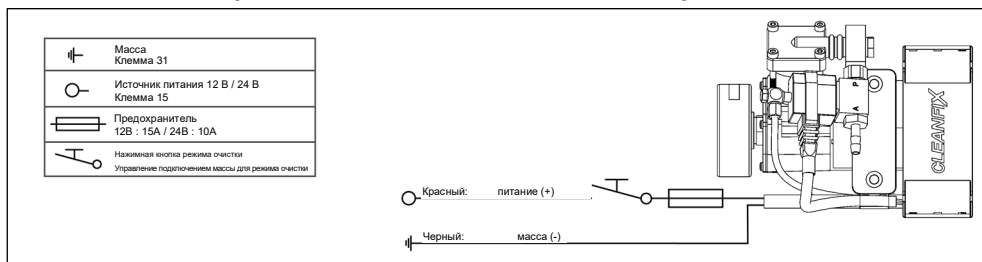 Масса
Клемма 31
Источник питания 12 В / 24 В
Клемма 15
Предохранитель
12В : 15А / 24В : 10А
Нажимная кнопка режима очистки
Управление подключением массы для режима очистки
Красный: питание (+)
Черный: масса (-)
P
A
CLEANFIX